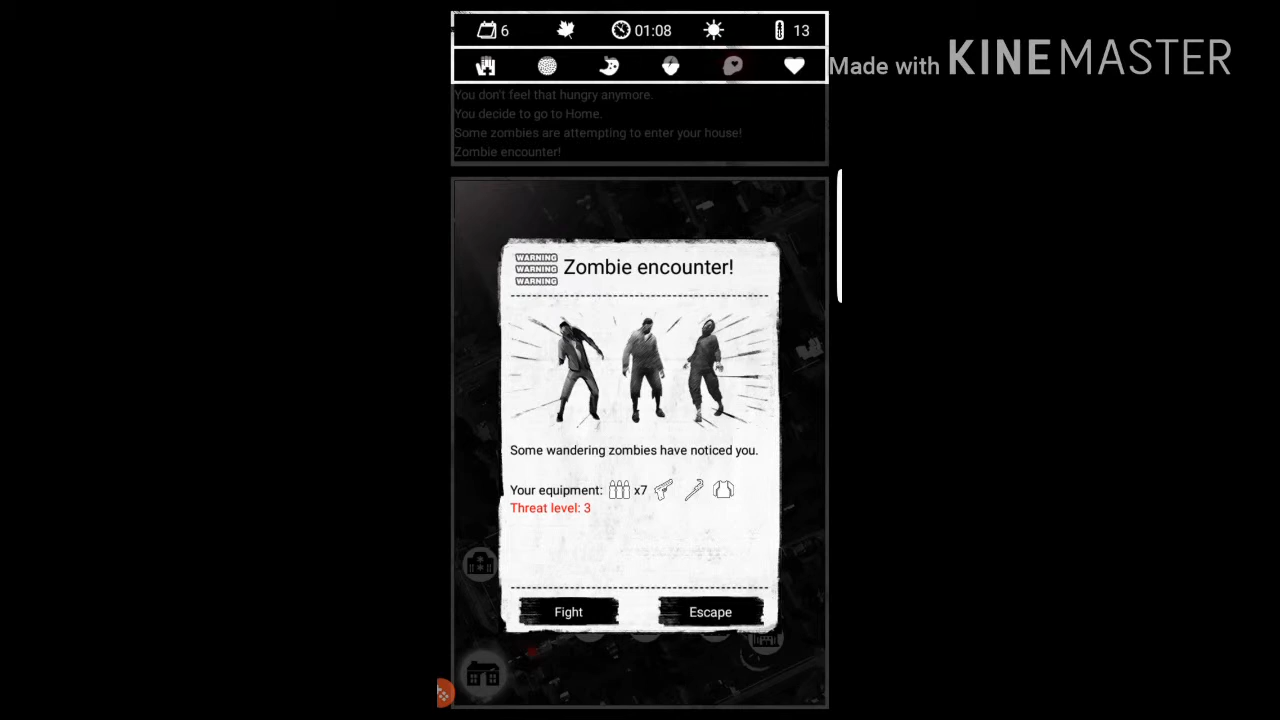 6 01:08 13
Made with KINEMASTER
You don't feel that hungry anymore.
You decide to go to Home.
Some zombies are attempting to enter your house!
Zombie encounter!
WARNING
WARNING
WARNING
Zombie encounter!
Some wandering zombies have noticed you.
Your equipment: x7
Threat level: 3
Fight Escape